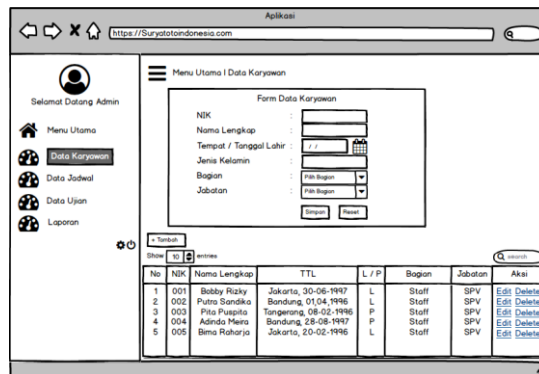 Aplikasi
https://Suryatotoindonesia.com
Selamat Datang Admin
Menu Utama
Data Karyawan
Data Jadwal
Data Ujian
Laporan
Menu Utama | Data Karyawan
Form Data Karyawan
NIK :
Nama Lengkap :
Tempat / Tanggal Lahir : / /
Jenis Kelamin :
Bagian : Pilih Bagian
Jabatan : Pilih Bagian
Simpan Reset
+ Tambah
Show 10 entries search
No NIK Nama Lengkap TTL L / P Bagian Jabatan Aksi
1 001 Bobby Rizky Jakarta, 30-06-1997 L Staff SPV Edit Delete
2 002 Putra Sandika Bandung, 01,04,1996 L Staff SPV Edit Delete
3 003 Pita Puspita Tangerang, 08-02-1996 P Staff SPV Edit Delete
4 004 Adinda Meira Bandung, 28-08-1997 P Staff SPV Edit Delete
5 005 Bima Raharja Jakarta, 20-02-1996 L Staff SPV Edit Delete